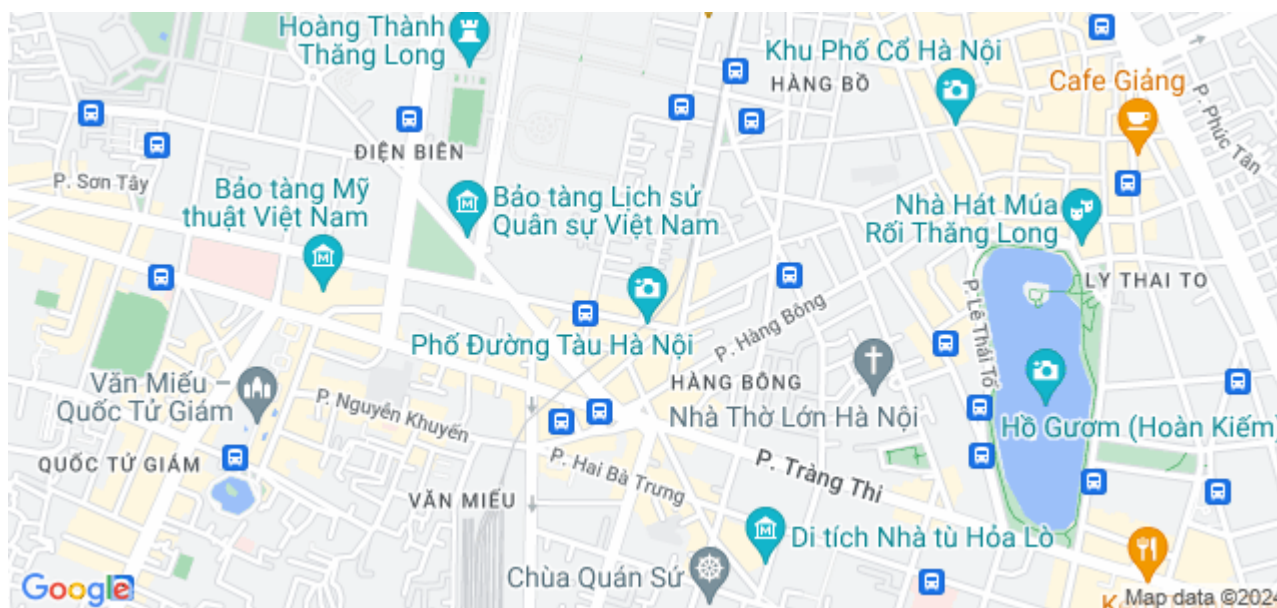 Hoàng Thành
Thăng Long
Khu Phố Cổ Hà Nội
HÀNG BỒ
Cafe Giảng
P. Phúc Tân
ĐIỆN BIÊN
P. Sơn Tây
Bảo tàng Mỹ
thuật Việt Nam
Bảo tàng Lịch sử
Quân sự Việt Nam
Nhà Hát Múa
Rối Thăng Long
LY THAI TO
P. Lê Thái Tổ
P. Hàng Bông
Phố Đường Tàu Hà Nội
HÀNG BÔNG
Văn Miếu –
Quốc Tử Giám
P. Nguyễn Khuyến
Nhà Thờ Lớn Hà Nội
Hồ Gươm (Hoàn Kiếm)
QUỐC TỬ GIÁM
P. Hai Bà Trưng
P. Tràng Thi
VĂN MIẾU
Di tích Nhà tù Hỏa Lò
Chùa Quán Sứ
Google
K
Map data ©2024